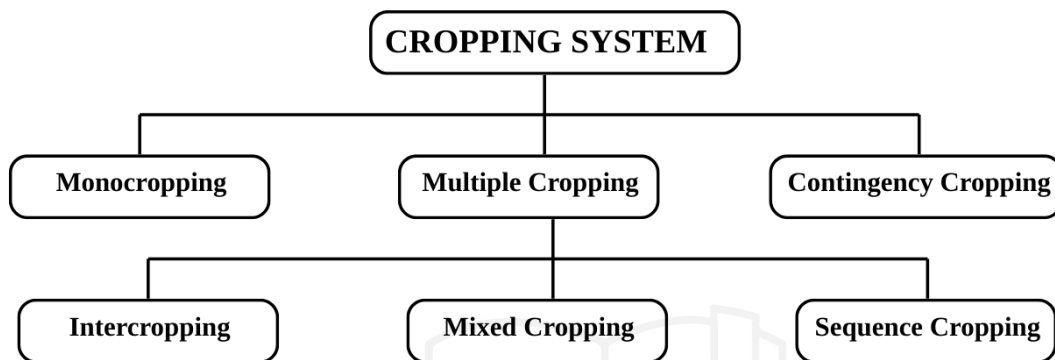 CROPPING SYSTEM
Monocropping
Multiple Cropping
Contingency Cropping
Intercropping
Mixed Cropping
Sequence Cropping